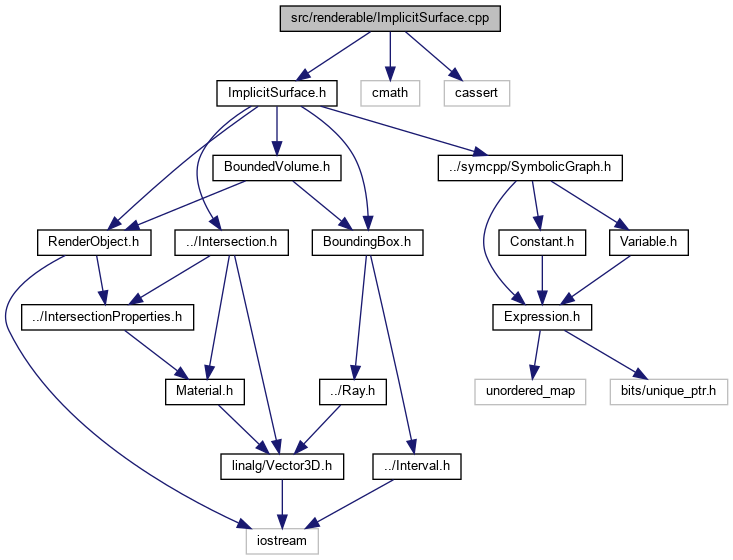 src/renderable/ImplicitSurface.cpp
ImplicitSurface.h
cmath
cassert
BoundedVolume.h
../symcpp/SymbolicGraph.h
RenderObject.h
../Intersection.h
BoundingBox.h
Constant.h
Variable.h
../IntersectionProperties.h
Expression.h
Material.h
../Ray.h
unordered_map
bits/unique_ptr.h
linalg/Vector3D.h
../Interval.h
iostream